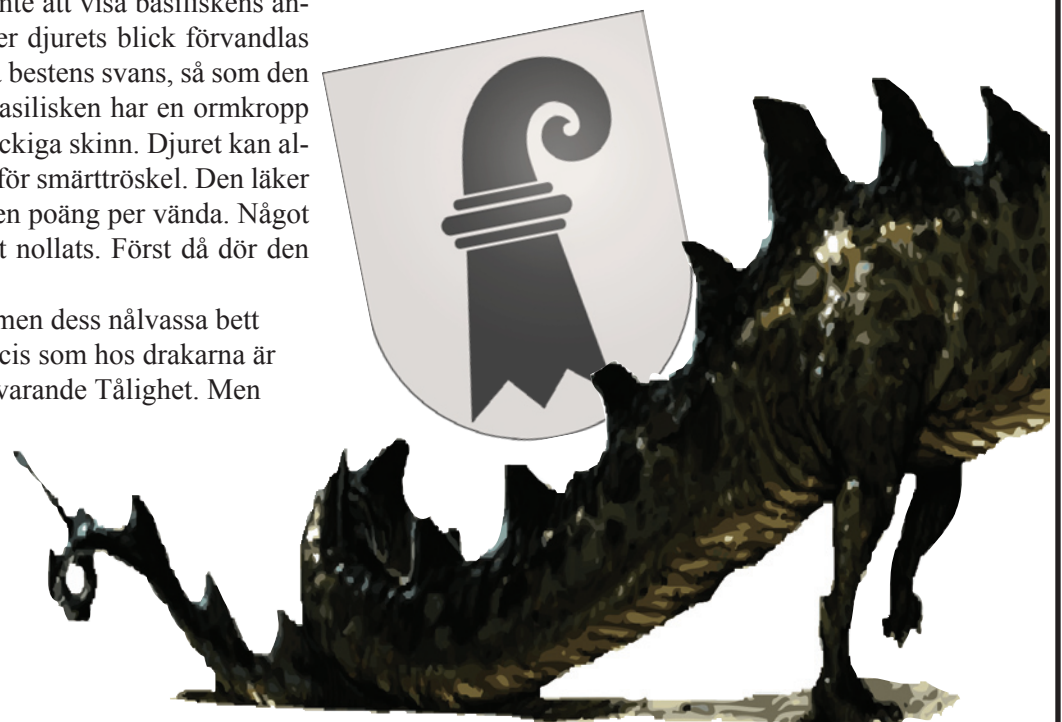 nte att visa basiliskens an-
er djurets blick förvandlas
bestens svans, så som den
asilisken har en ormkropp
ckiga skinn. Djuret kan al-
för smärttröskel. Den läker
en poäng per vända. Något
t nollats. Först då dör den
men dess nålvassa bett
cis som hos drakarna är
varande Tålighet. Men